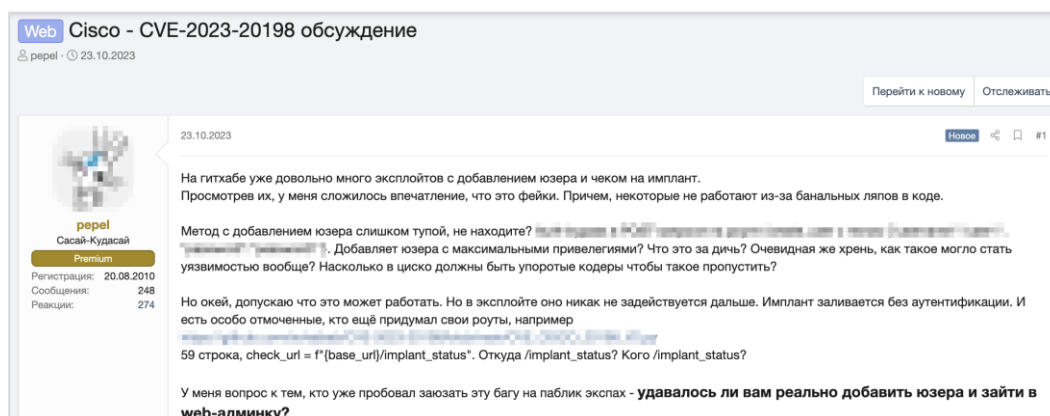 Web Cisco - CVE-2023-20198 обсуждение
pepel · 23.10.2023
Перейти к новому Отслеживать
23.10.2023 Новое #1
На гитхабе уже довольно много эксплойтов с добавлением юзера и чеком на имплант.
Просмотрев их, у меня сложилось впечатление, что это фейки. Причем, некоторые не работают из-за банальных ляпов в коде.
pepel
Сасай-Кудасай
Premium
Регистрация: 20.08.2010
Сообщения: 248
Реакции: 274
Метод с добавлением юзера слишком тупой, не находите?
. Добавляет юзера с максимальными привелегиями? Что это за дичь? Очевидная же хрень, как такое могло стать
уязвимостью вообще? Насколько в циско должны быть упоротые кодеры чтобы такое пропустить?
Но окей, допускаю что это может работать. Но в эксплойте оно никак не задействуется дальше. Имплант заливается без аутентификации. И
есть особо отмоченные, кто ещё придумал свои роуты, например
59 строка, check_url = f"{base_url}/implant_status". Откуда /implant_status? Кого /implant_status?
У меня вопрос к тем, кто уже пробовал заюзать эту багу на паблик экспах - удавалось ли вам реально добавить юзера и зайти в
web-админку?